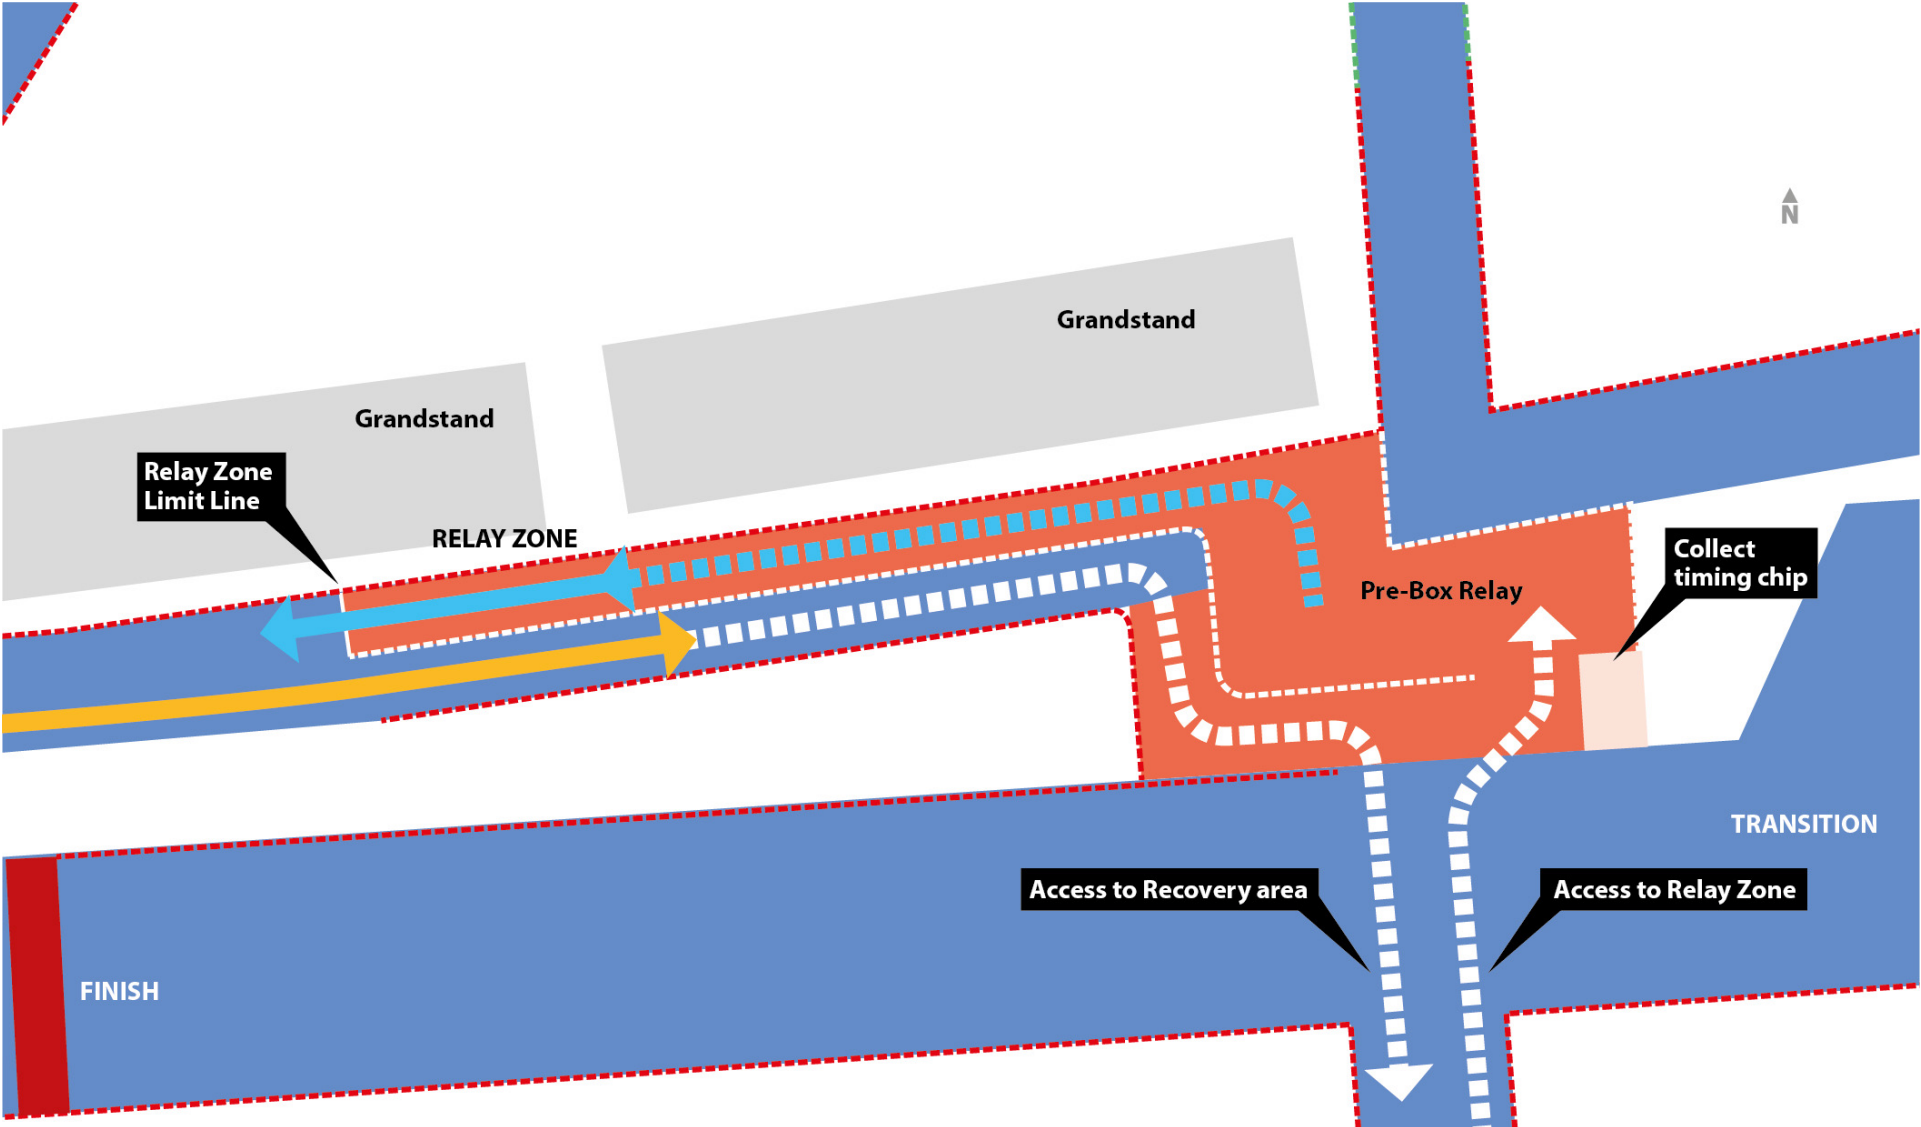 N
Grandstand
Grandstand
Relay Zone
Limit Line
RELAY ZONE
Collect
timing chip
Pre-Box Relay
TRANSITION
Access to Recovery area
Access to Relay Zone
FINISH